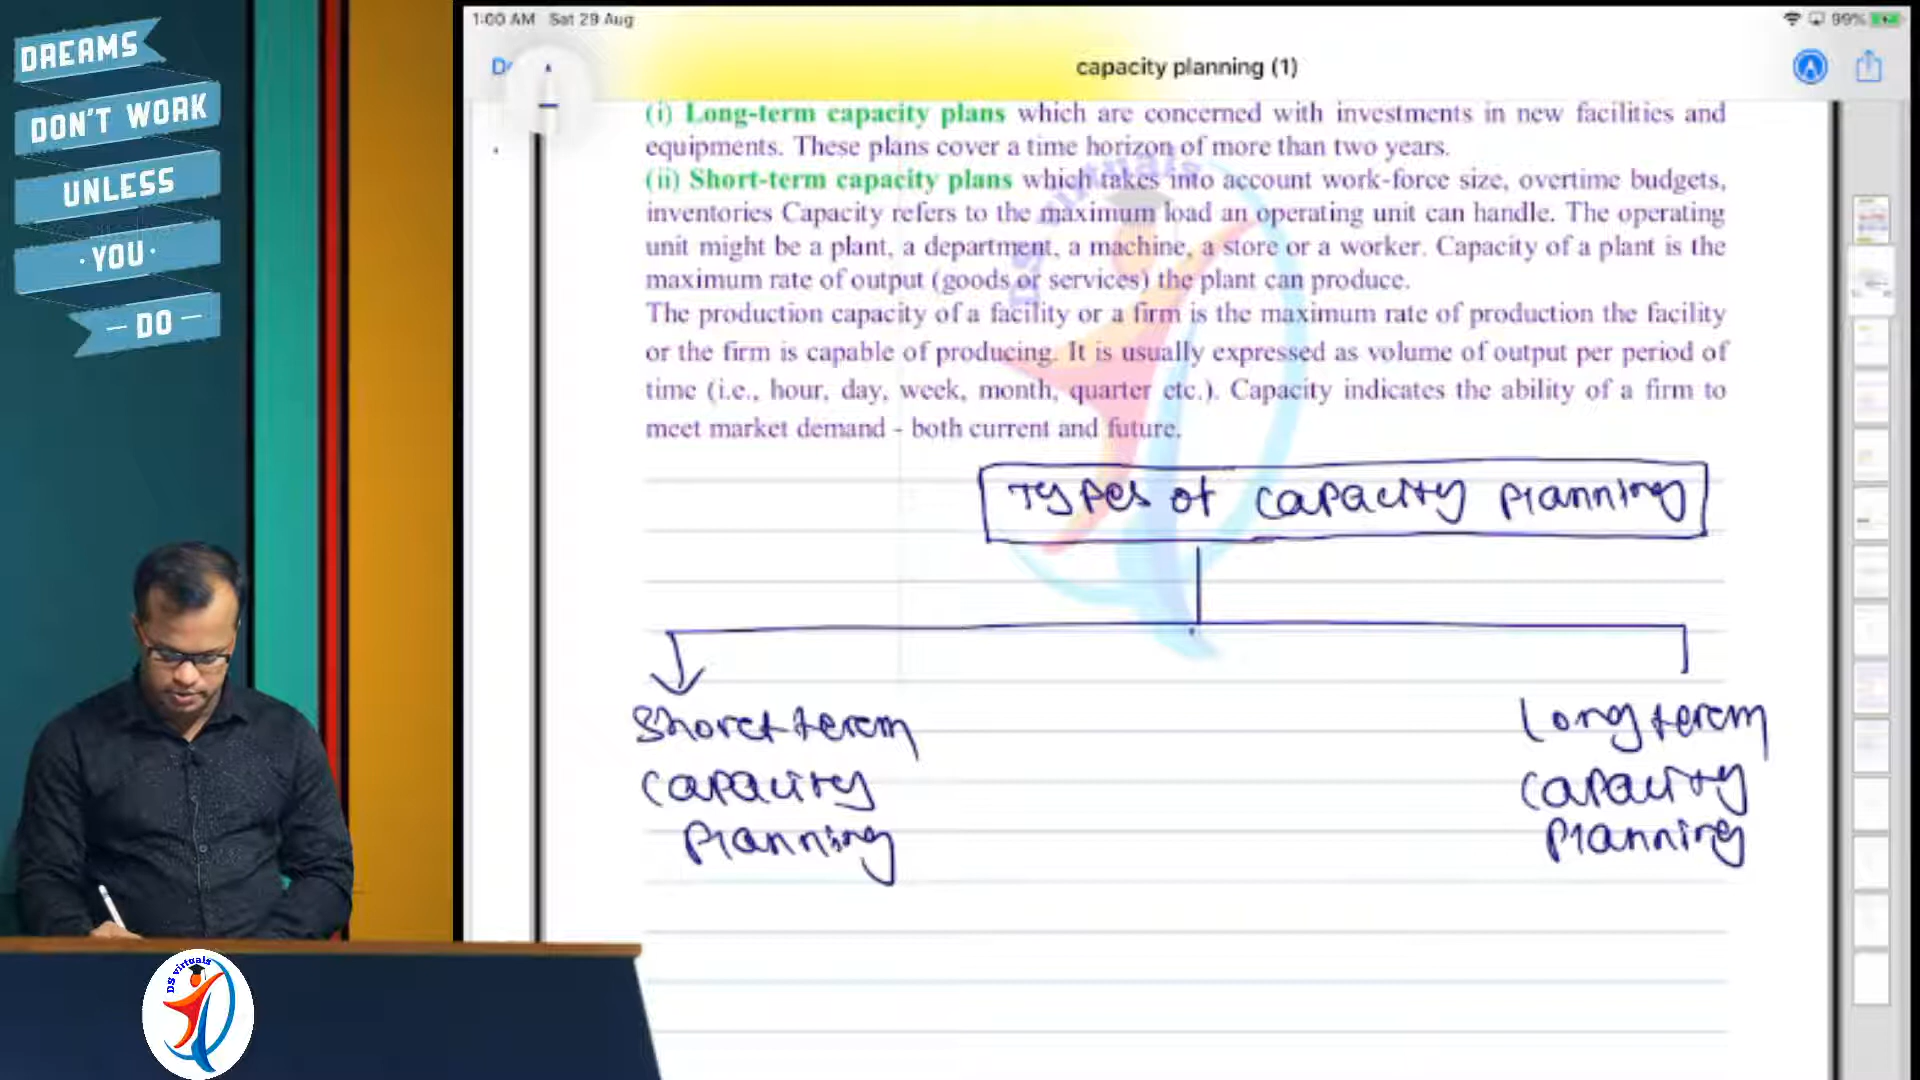 DREAMS
DON'T WORK
UNLESS
· YOU ·
— DO —
1:00 AM Sat 29 Aug
99%
capacity planning (1)
(i) Long-term capacity plans which are concerned with investments in new facilities and
equipments. These plans cover a time horizon of more than two years.
(ii) Short-term capacity plans which takes into account work-force size, overtime budgets,
inventories Capacity refers to the maximum load an operating unit can handle. The operating
unit might be a plant, a department, a machine, a store or a worker. Capacity of a plant is the
maximum rate of output (goods or services) the plant can produce.
The production capacity of a facility or a firm is the maximum rate of production the facility
or the firm is capable of producing. It is usually expressed as volume of output per period of
time (i.e., hour, day, week, month, quarter etc.). Capacity indicates the ability of a firm to
meet market demand - both current and future.
DS virtuals
Types of capacity planning
Short term
capacity
planning
Long term
capacity
planning
DS virtuals